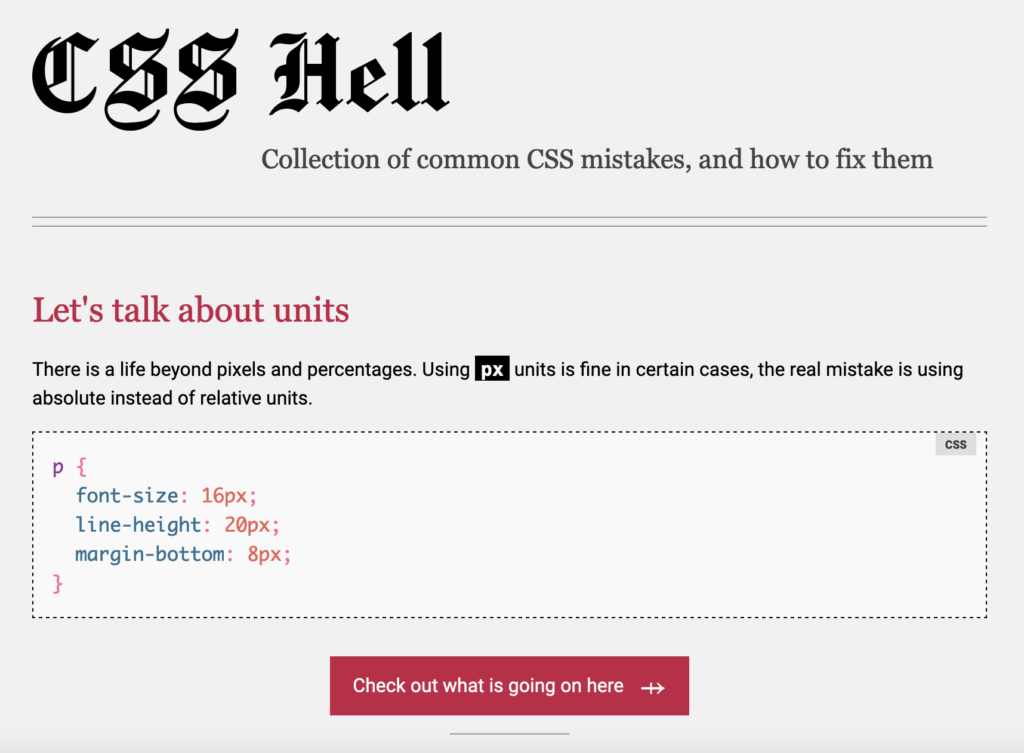 CSS Hell
Collection of common CSS mistakes, and how to fix them
Let's talk about units
There is a life beyond pixels and percentages. Using px units is fine in certain cases, the real mistake is using
absolute instead of relative units.
CSS
p {
  font-size: 16px;
  line-height: 20px;
  margin-bottom: 8px;
}
Check out what is going on here